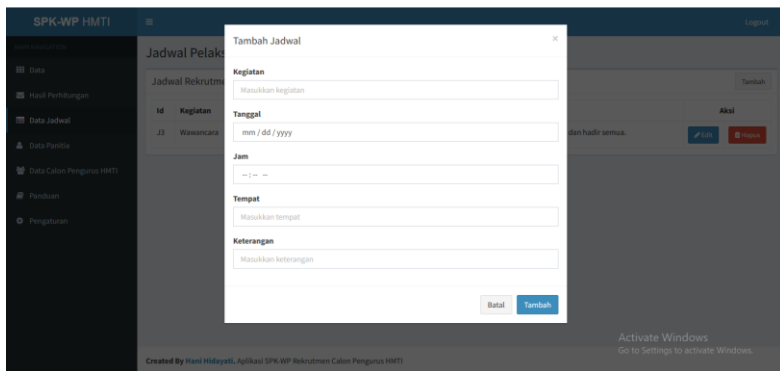 SPK-WP HMTI
Logout
MAIN NAVIGATION
Data
Hasil Perhitungan
Data Jadwal
Data Panitia
Data Calon Pengurus HMTI
Panduan
Pengaturan
Jadwal Pelaks
Jadwal Rekrutme
Tambah
Id Kegiatan Aksi
J3 Wawancara dan hadir semua. Edit Hapus
Tambah Jadwal ×
Kegiatan
Masukkan kegiatan
Tanggal
mm / dd / yyyy
Jam
-- : -- --
Tempat
Masukkan tempat
Keterangan
Masukkan keterangan
Batal Tambah
Activate Windows
Go to Settings to activate Windows.
Created By Hani Hidayati, Aplikasi SPK-WP Rekrutmen Calon Pengurus HMTI